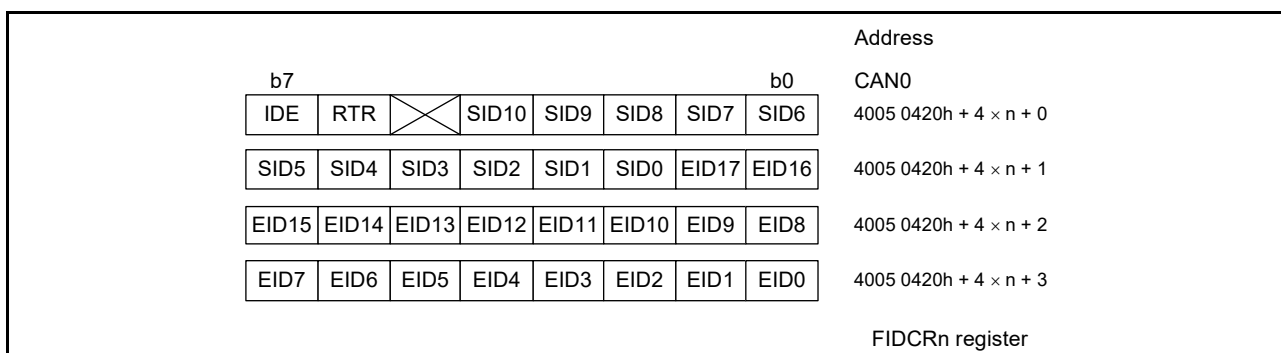 Address
b7 b0 CAN0
IDE RTR SID10 SID9 SID8 SID7 SID6 4005 0420h + 4 × n + 0
SID5 SID4 SID3 SID2 SID1 SID0 EID17 EID16 4005 0420h + 4 × n + 1
EID15 EID14 EID13 EID12 EID11 EID10 EID9 EID8 4005 0420h + 4 × n + 2
EID7 EID6 EID5 EID4 EID3 EID2 EID1 EID0 4005 0420h + 4 × n + 3
FIDCRn register